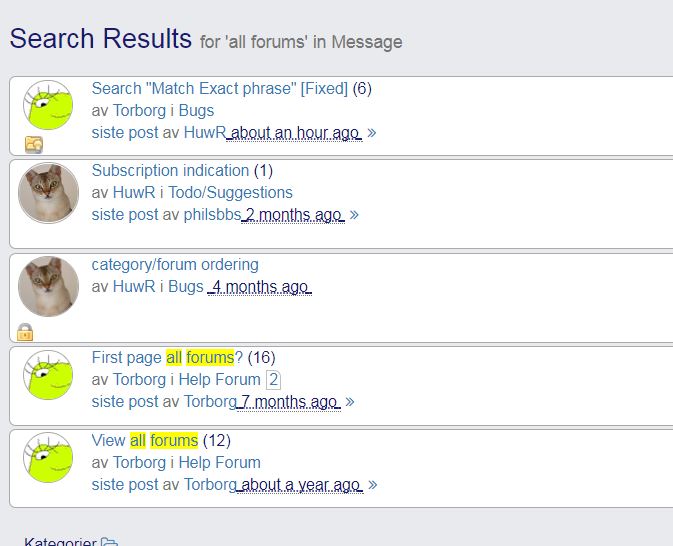 Search Results for 'all forums' in Message
Search "Match Exact phrase" [Fixed] (6)
av Torborg i Bugs
siste post av HuwR about an hour ago »
Subscription indication (1)
av HuwR i Todo/Suggestions
siste post av philsbbs 2 months ago »
category/forum ordering
av HuwR i Bugs 4 months ago
First page all forums? (16)
av Torborg i Help Forum 2
siste post av Torborg 7 months ago »
View all forums (12)
av Torborg i Help Forum
siste post av Torborg about a year ago »
Kategorier